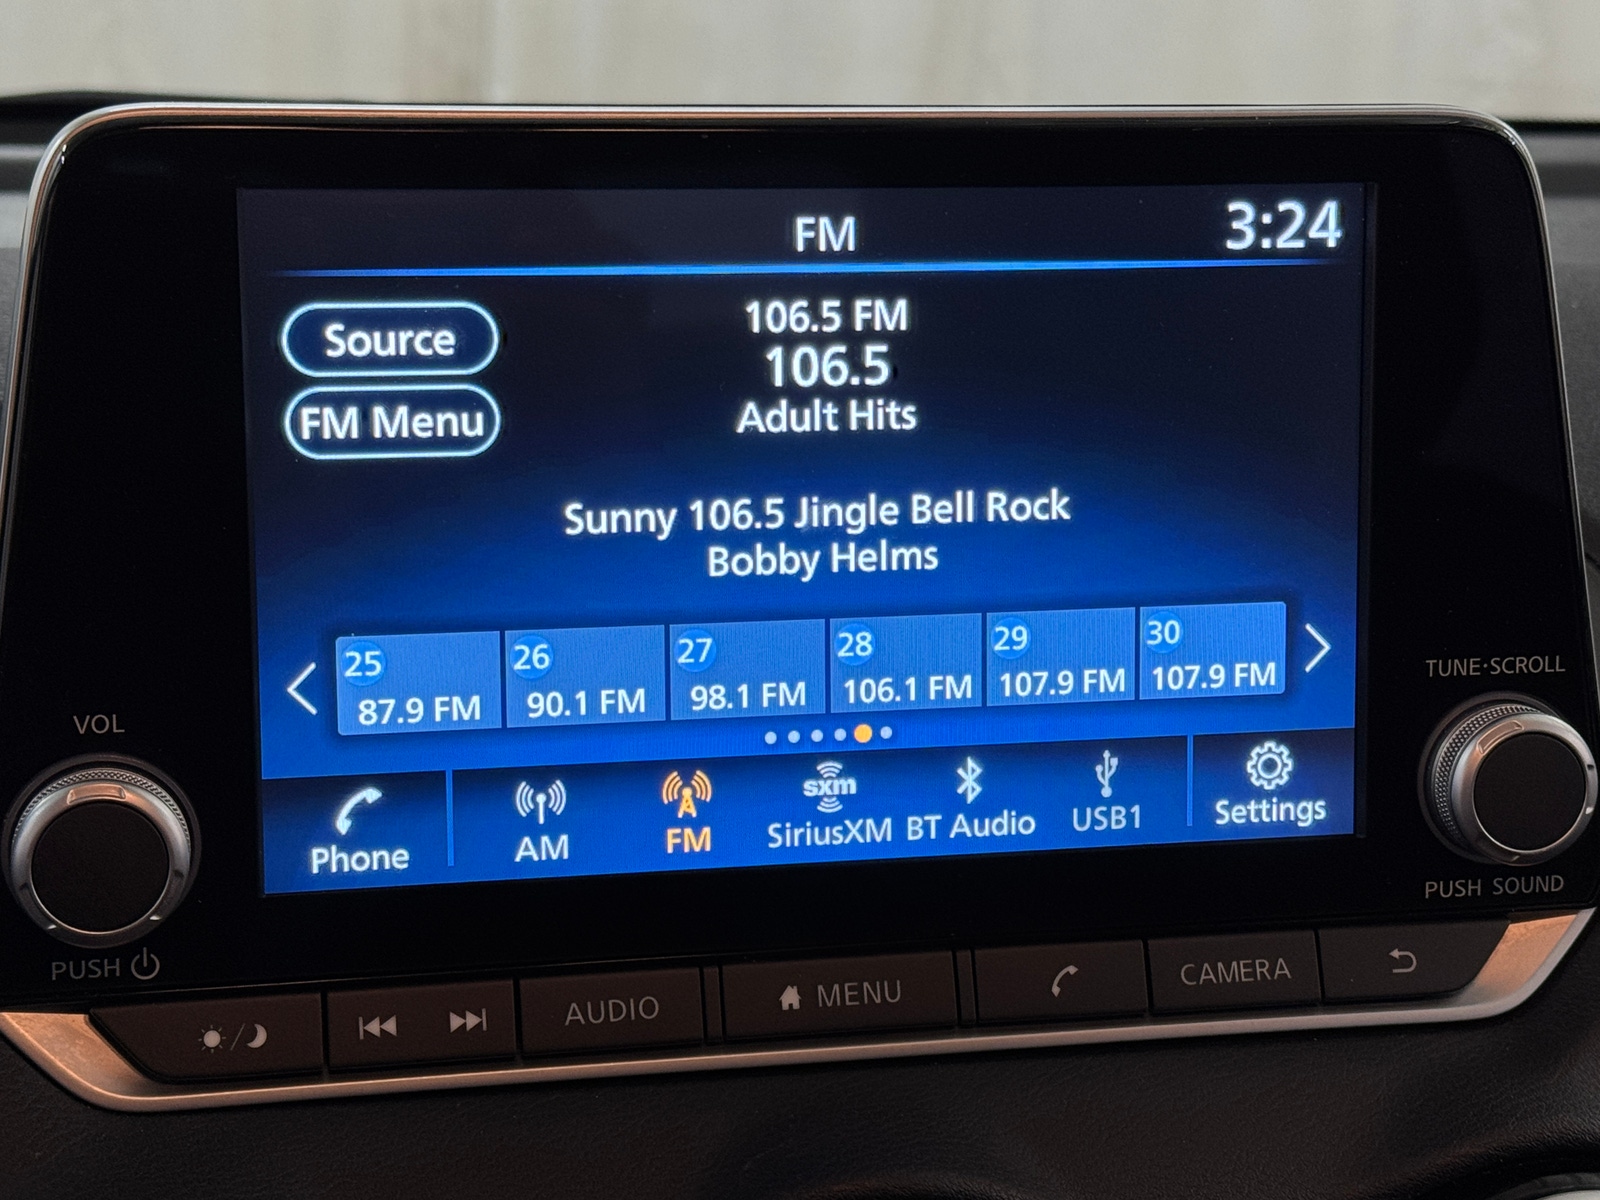 FM
3:24
Source
FM Menu
106.5 FM
106.5
Adult Hits
Sunny 106.5 Jingle Bell Rock
Bobby Helms
25
87.9 FM
26
90.1 FM
27
98.1 FM
28
106.1 FM
29
107.9 FM
30
107.9 FM
Phone
AM
FM
sxm
SiriusXM
BT Audio
USB1
Settings
VOL
PUSH
TUNE·SCROLL
PUSH SOUND
AUDIO
MENU
CAMERA